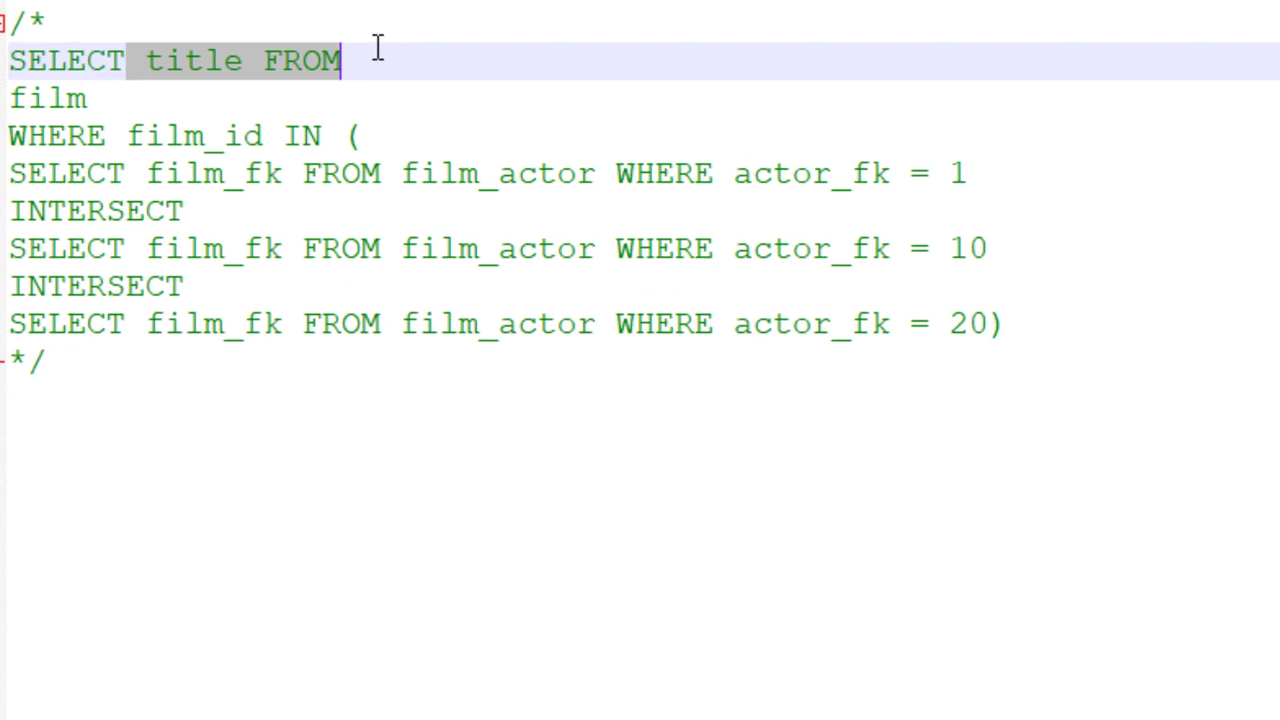 /*
SELECT title FROM
film
WHERE film_id IN (
SELECT film_fk FROM film_actor WHERE actor_fk = 1
INTERSECT
SELECT film_fk FROM film_actor WHERE actor_fk = 10
INTERSECT
SELECT film_fk FROM film_actor WHERE actor_fk = 20)
*/